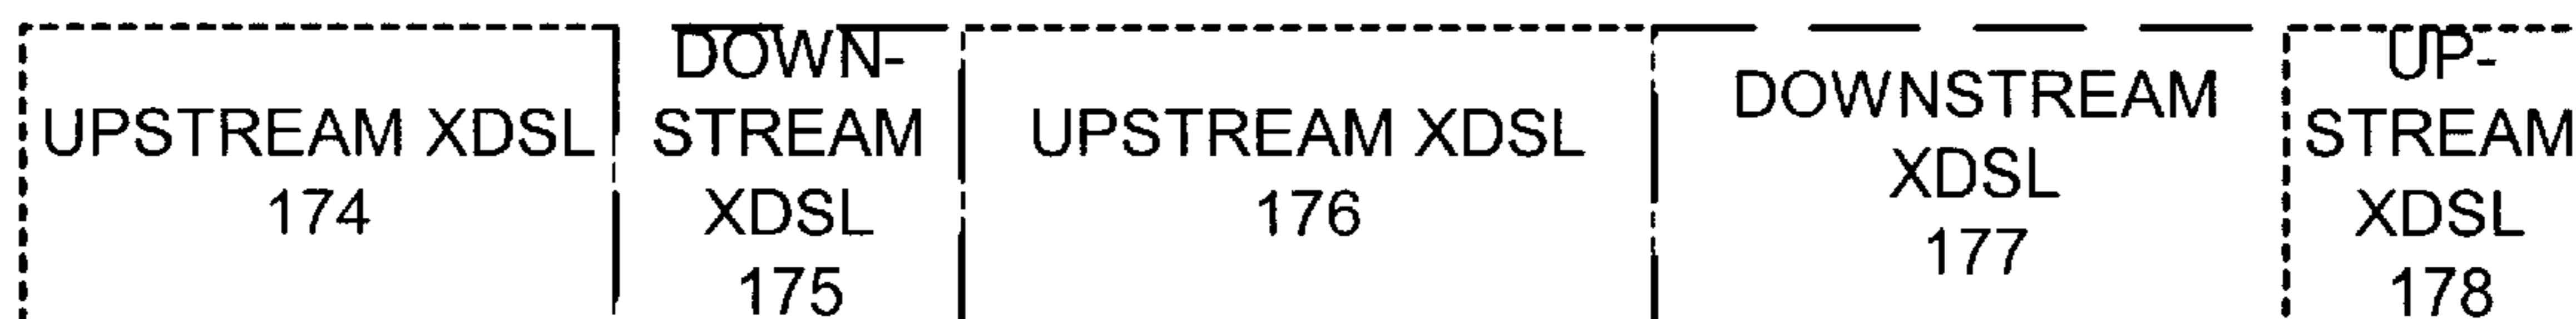 UPSTREAM XDSL
174
DOWN-
STREAM
XDSL
175
UPSTREAM XDSL
176
DOWNSTREAM
XDSL
177
UP-
STREAM
XDSL
178